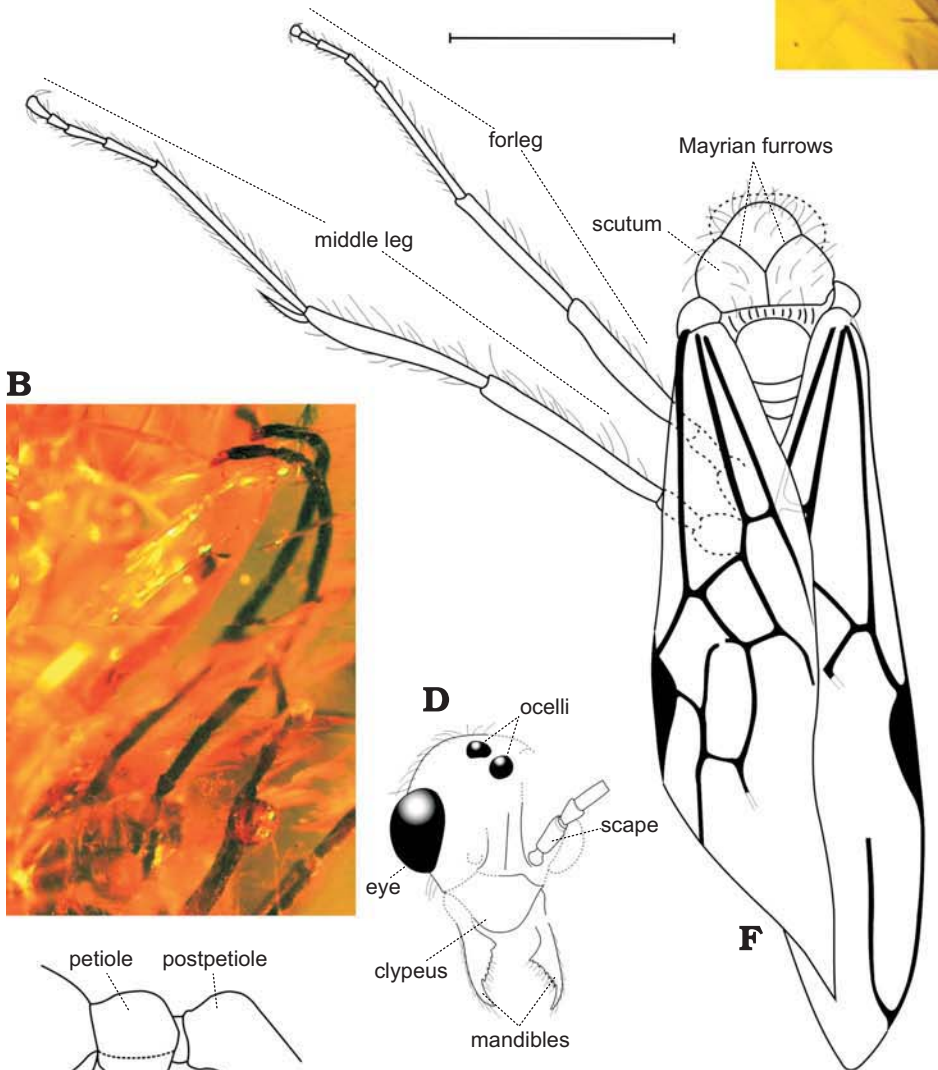 forleg
Mayrian furrows
scutum
middle leg
B
D
ocelli
scape
eye
F
clypeus
petiole
postpetiole
mandibles